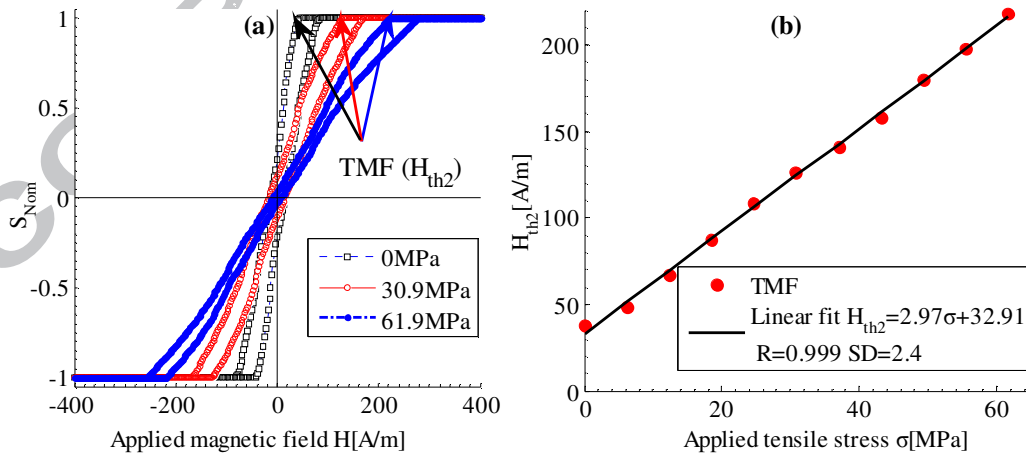 (a)
1
0.5
0
-0.5
-1
S_Nom
TMF (H_th2)
0MPa
30.9MPa
61.9MPa
-400
-200
0
200
400
Applied magnetic field H[A/m]
(b)
200
150
100
50
0
H_th2[A/m]
TMF
Linear fit H_th2=2.97σ+32.91
R=0.999 SD=2.4
0
20
40
60
Applied tensile stress σ[MPa]